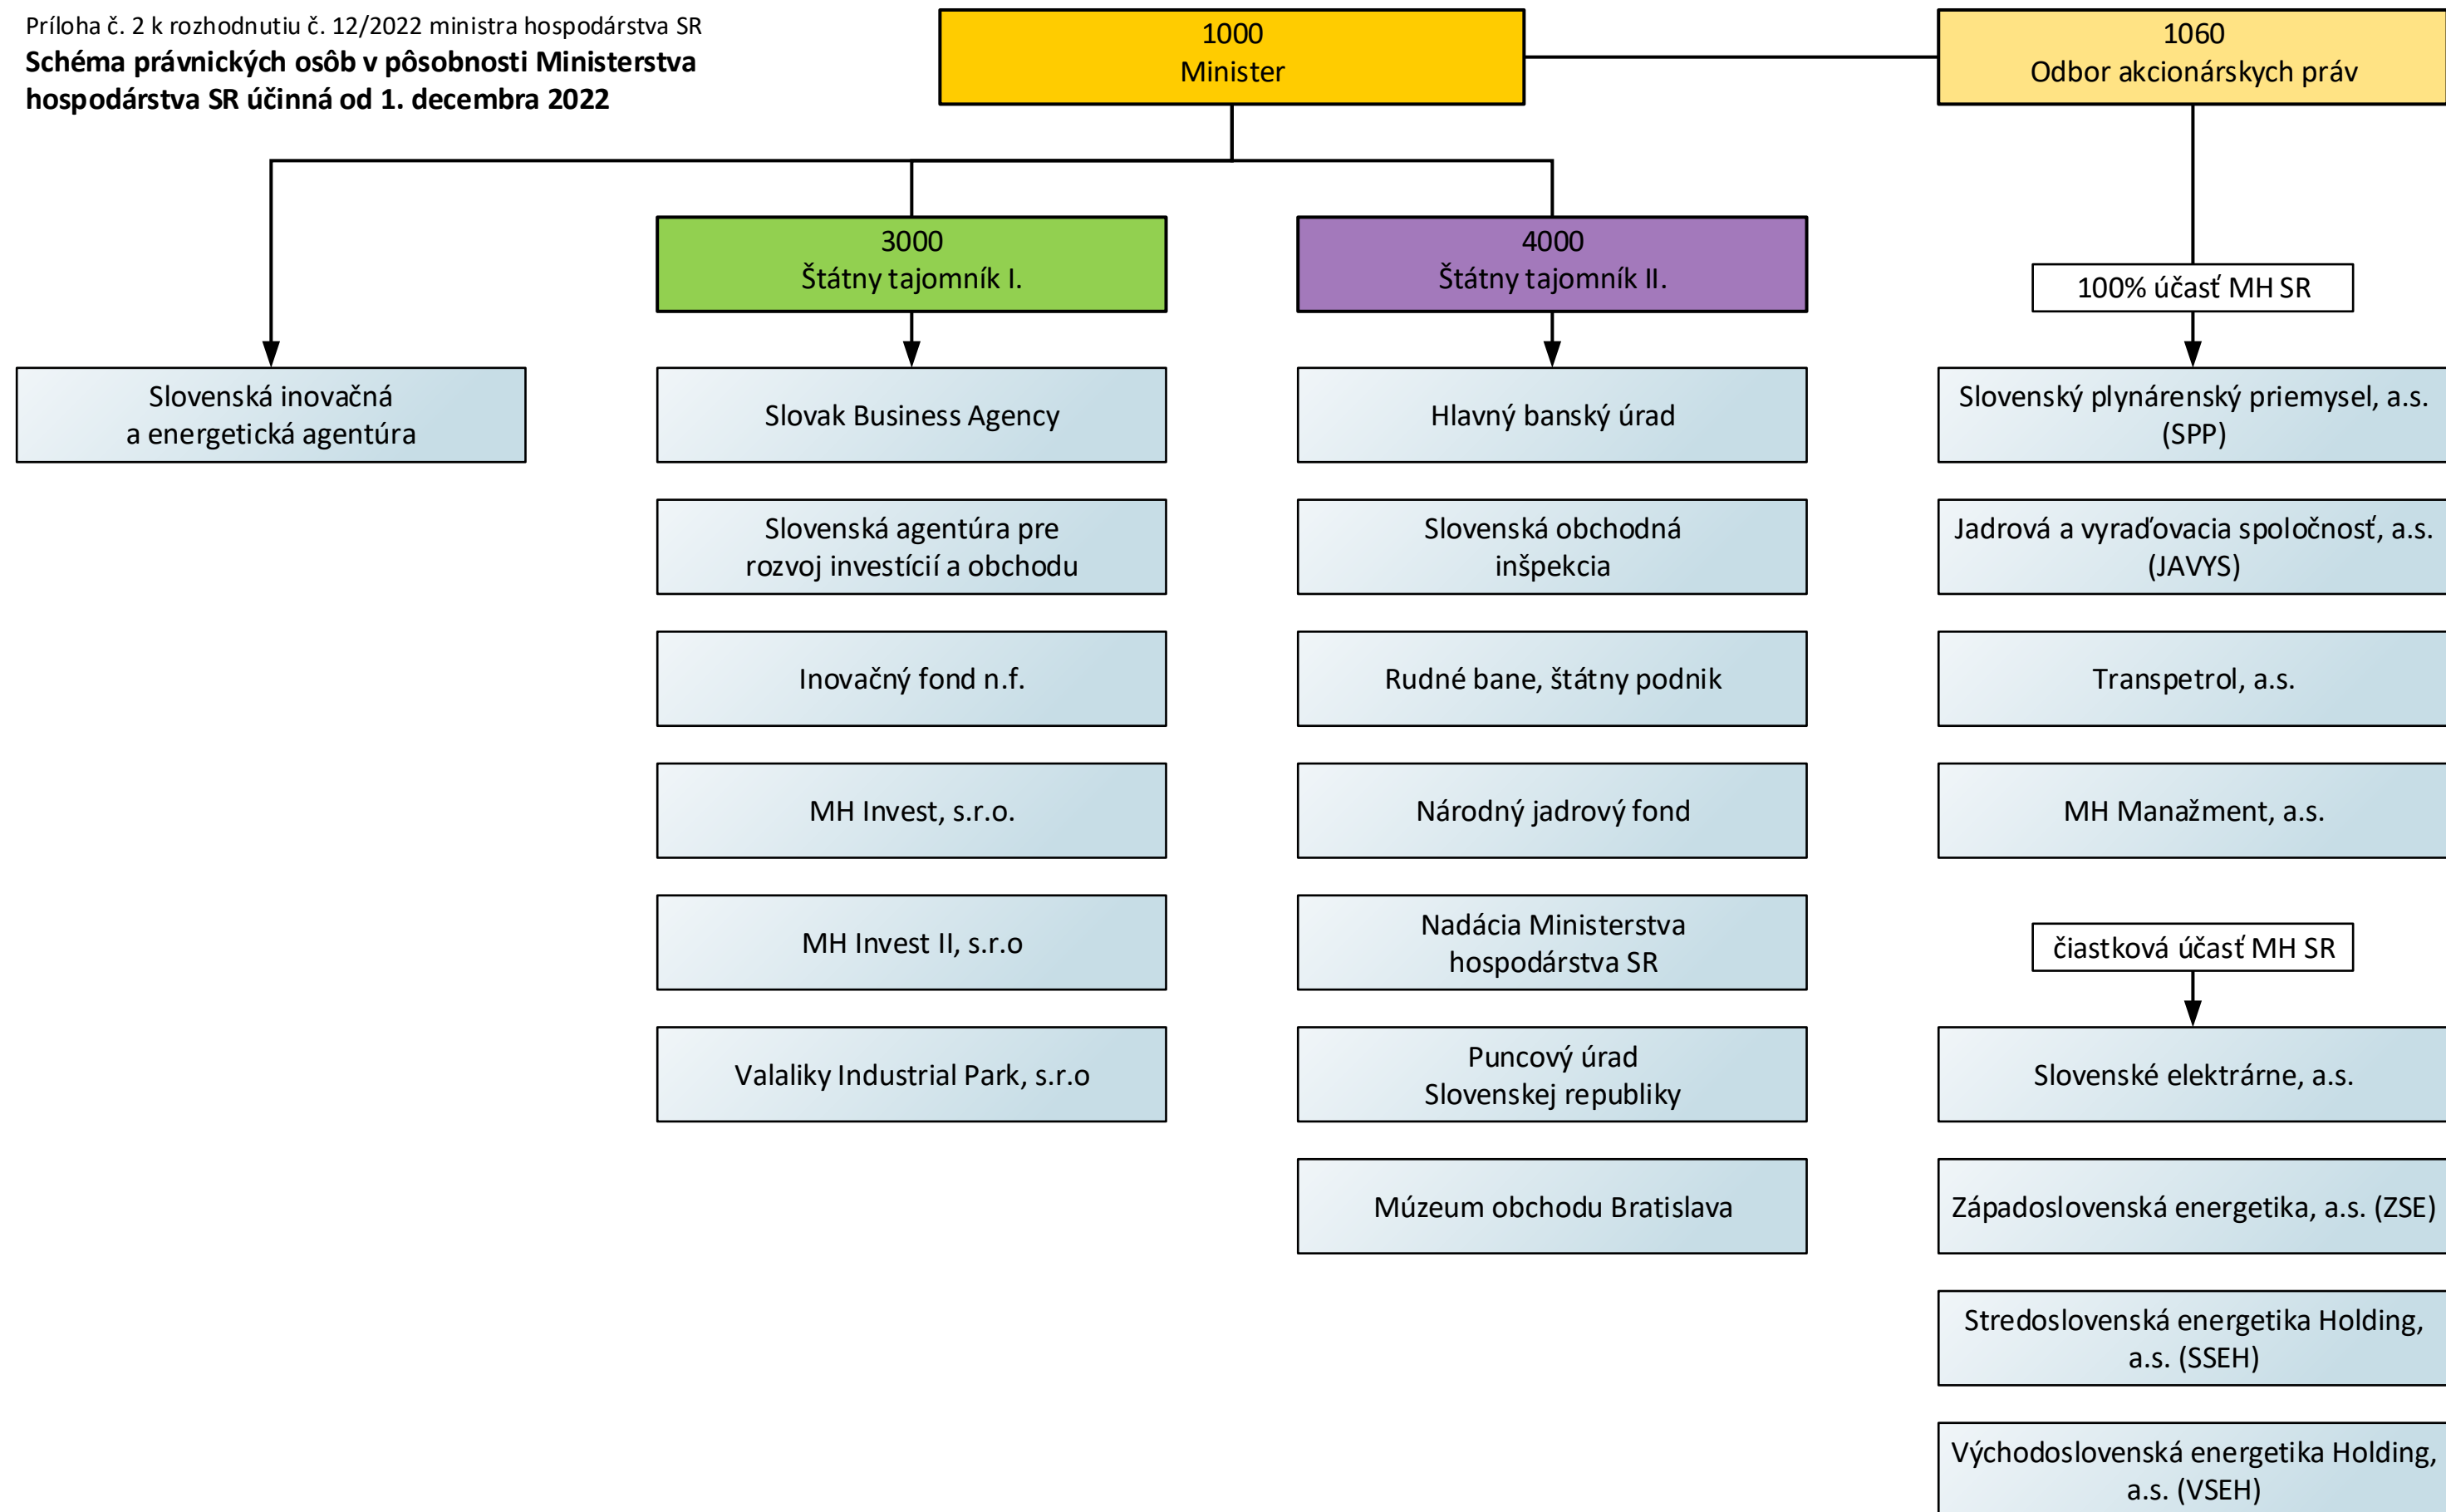 Príloha č. 2 k rozhodnutiu č. 12/2022 ministra hospodárstva SR
Schéma právnických osôb v pôsobnosti Ministerstva
hospodárstva SR účinná od 1. decembra 2022
1000
Minister
1060
Odbor akcionárskych práv
3000
Štátny tajomník I.
4000
Štátny tajomník II.
100% účasť MH SR
Slovenská inovačná
a energetická agentúra
Slovak Business Agency
Slovenská agentúra pre
rozvoj investícií a obchodu
Inovačný fond n.f.
MH Invest, s.r.o.
MH Invest II, s.r.o
Valaliky Industrial Park, s.r.o
Hlavný banský úrad
Slovenská obchodná
inšpekcia
Rudné bane, štátny podnik
Národný jadrový fond
Nadácia Ministerstva
hospodárstva SR
Puncový úrad
Slovenskej republiky
Múzeum obchodu Bratislava
Slovenský plynárenský priemysel, a.s.
(SPP)
Jadrová a vyraďovacia spoločnosť, a.s.
(JAVYS)
Transpetrol, a.s.
MH Manažment, a.s.
čiastková účasť MH SR
Slovenské elektrárne, a.s.
Západoslovenská energetika, a.s. (ZSE)
Stredoslovenská energetika Holding,
a.s. (SSEH)
Východoslovenská energetika Holding,
a.s. (VSEH)